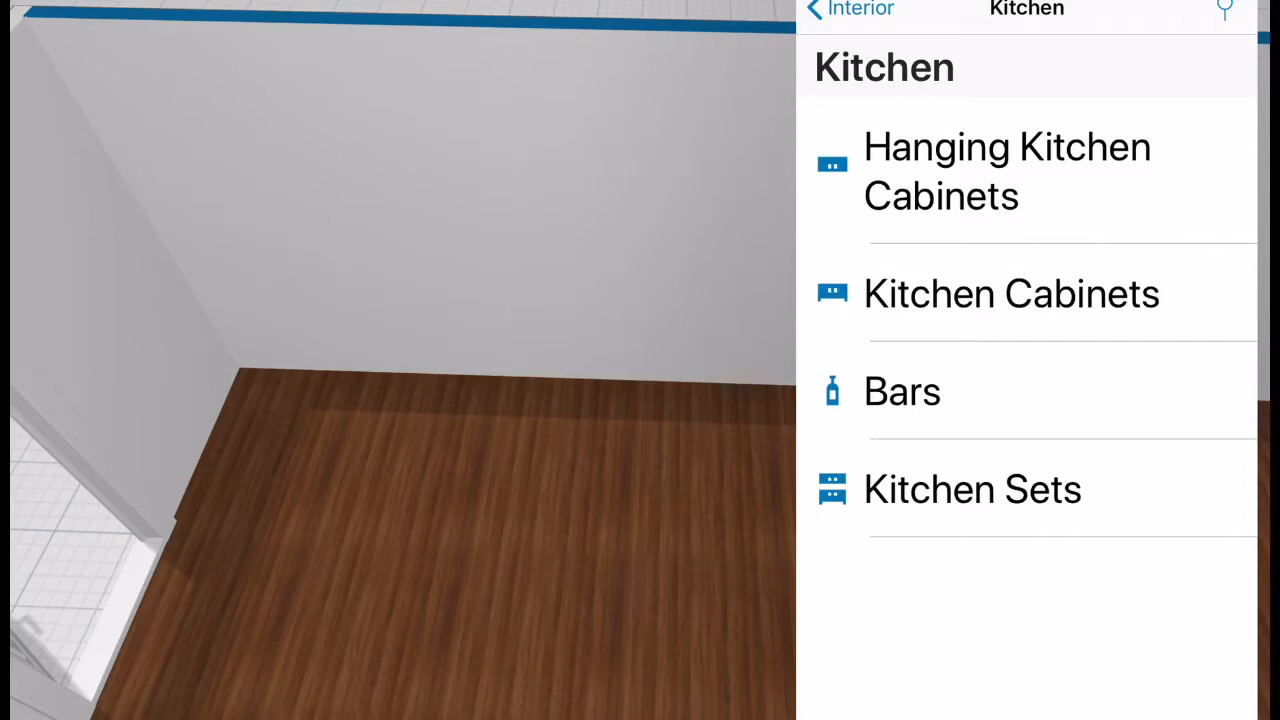 Interior
Kitchen
Kitchen
Hanging Kitchen
Cabinets
Kitchen Cabinets
Bars
Kitchen Sets